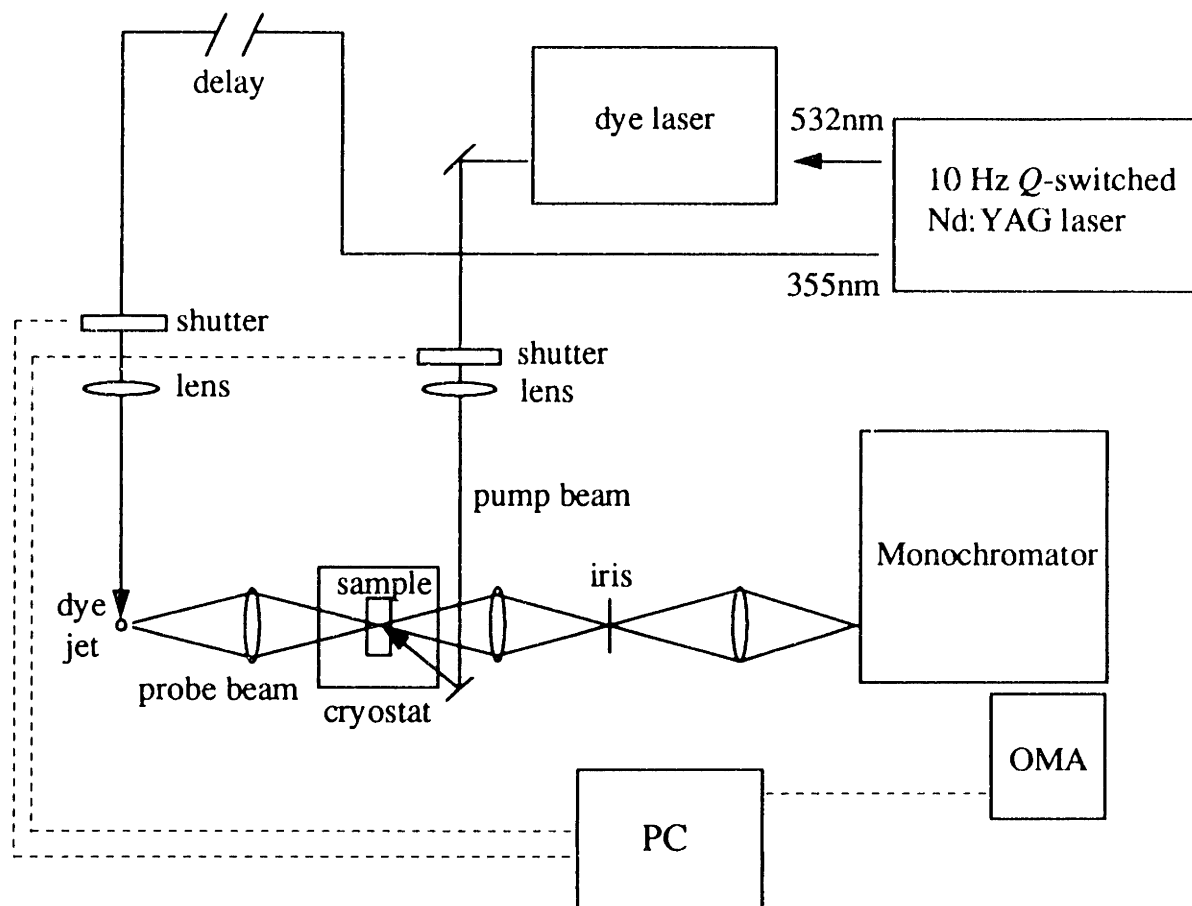 delay
dye laser
532nm
10 Hz Q-switched
Nd: YAG laser
355nm
shutter
shutter
lens
lens
pump beam
Monochromator
iris
sample
dye
jet
probe beam
cryostat
OMA
PC